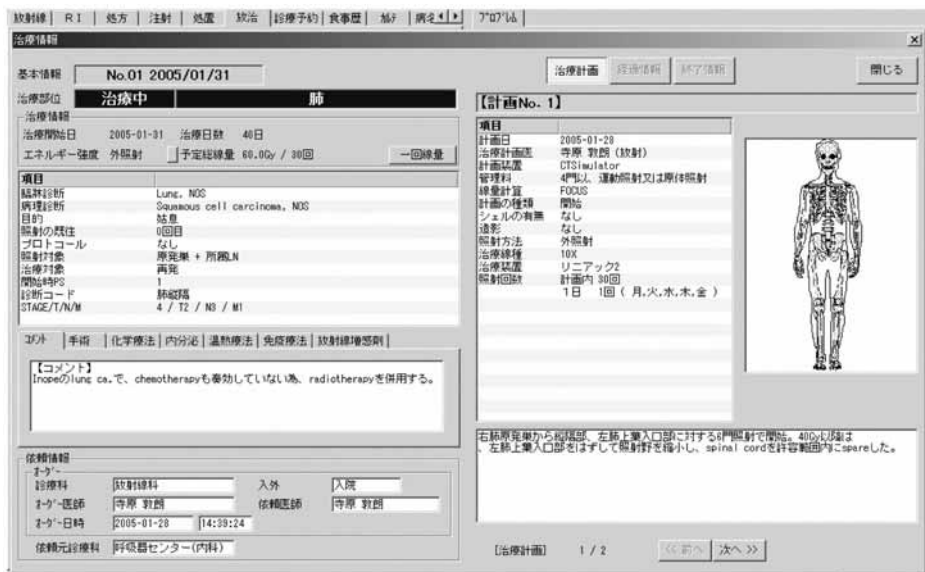 放射線 RI 処方 注射 処置 放治 診療予約 食事歴 ｶﾙﾃ 病名 ﾌﾟﾛｸﾞﾗﾑ
治療情報
基本情報 No.01 2005/01/31
治療部位 治療中 肺
治療情報
治療開始日 2005-01-31 治療日数 40日
エネルギー強度 外照射 予定総線量 60.0Gy / 30回 一回線量
項目
臨床診断 Lung, NOS
病理診断 Squamous cell carcinoma, NOS
目的 姑息
照射の既往 0回目
プロトコール なし
照射対象 原発巣 + 所属LN
治療対象 再発
開始時PS 1
診断コード 肺縦隔
STAGE/T/N/M 4 / T2 / N3 / M1
ｺﾒﾝﾄ 手術 化学療法 内分泌 温熱療法 免疫療法 放射線増感剤
【コメント】
Inopeのlung ca.で、chemotherapyも奏効していない為、radiotherapyを併用する。
依頼情報
ｵｰﾀﾞｰ
診療科 放射線科 入外 入院
ｵｰﾀﾞｰ医師 寺原 敦朗 依頼医師 寺原 敦朗
ｵｰﾀﾞｰ日時 2005-01-28 14:39:24
依頼元診療科 呼吸器センター(内科)
治療計画 経過情報 終了情報 閉じる
【計画No. 1】
項目
計画日 2005-01-28
治療計画医 寺原 敦朗 (放射)
計画装置 CTSimulator
管理料 4門以、運動照射又は原体照射
線量計算 FOCUS
計画の種類 開始
シェルの有無 なし
造影 なし
照射方法 外照射
治療線種 10X
治療装置 リニアック2
照射回数 計画内 30回
1日 1回 ( 月,火,水,木,金 )
右肺原発巣から縦隔部、左肺上葉入口部に対する6門照射で開始。40Gy以降は
、左肺上葉入口部をはずして照射野を縮小し、spinal cordを許容範囲内にspareした。
[治療計画] 1 / 2 << 前へ 次へ >>